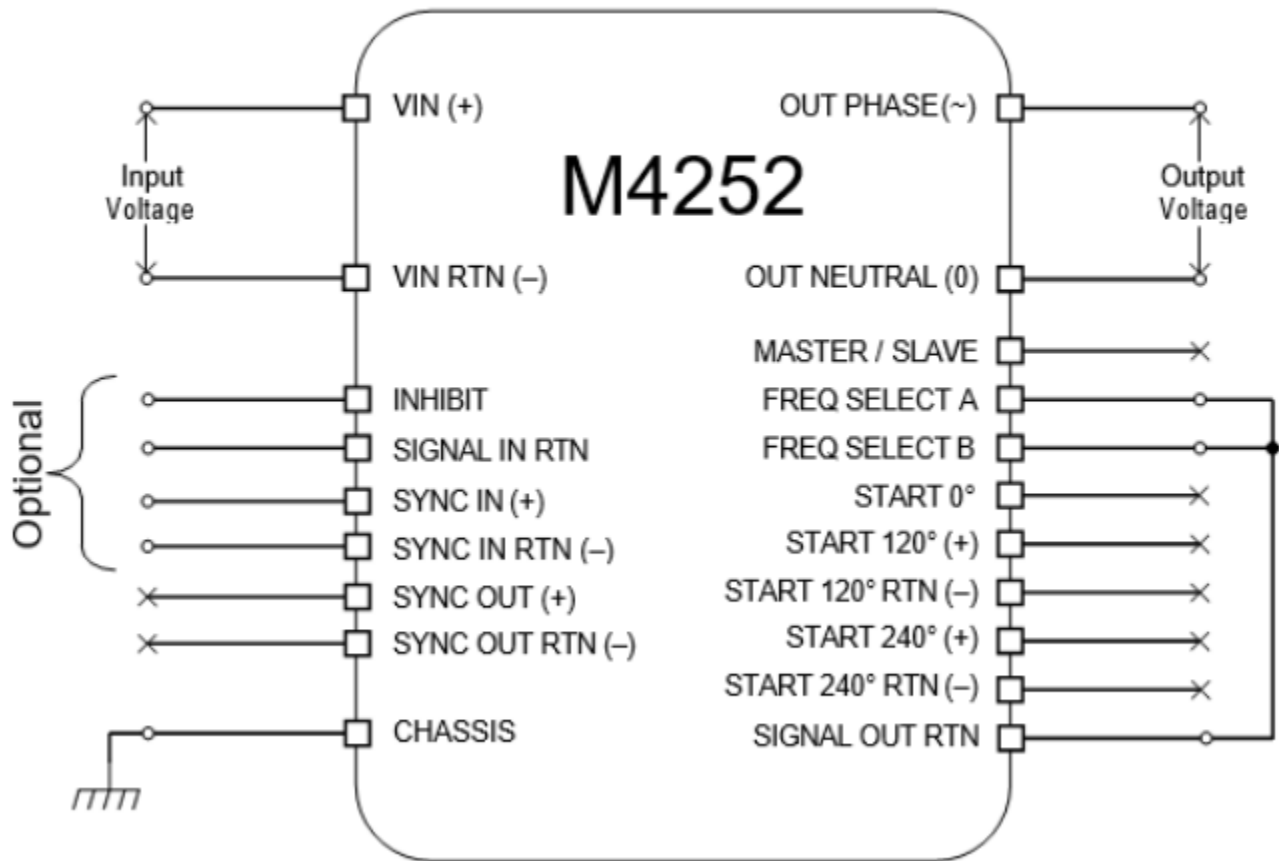 M4252
VIN (+)
Input
Voltage
VIN RTN (–)
Optional
INHIBIT
SIGNAL IN RTN
SYNC IN (+)
SYNC IN RTN (–)
SYNC OUT (+)
SYNC OUT RTN (–)
CHASSIS
OUT PHASE(~)
Output
Voltage
OUT NEUTRAL (0)
MASTER / SLAVE
FREQ SELECT A
FREQ SELECT B
START 0°
START 120° (+)
START 120° RTN (–)
START 240° (+)
START 240° RTN (–)
SIGNAL OUT RTN